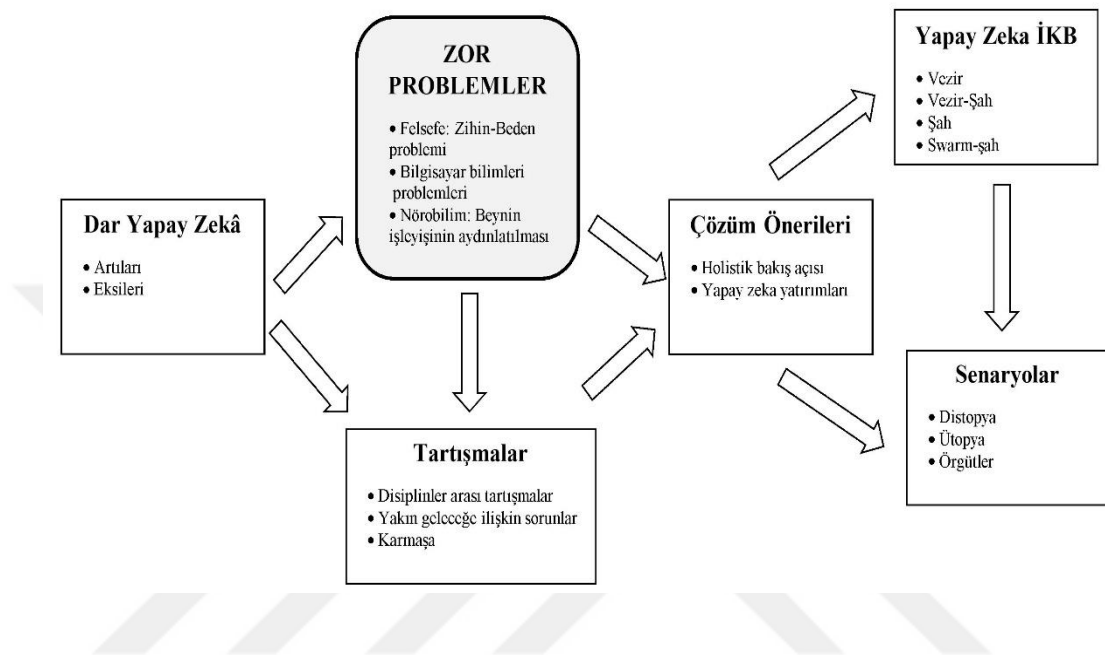 Dar Yapay Zekâ
• Artıları
• Eksileri
ZOR
PROBLEMLER
• Felsefe: Zihin-Beden
problemi
• Bilgisayar bilimleri
problemleri
• Nörobilim: Beynin
işleyişinin aydınlatılması
Tartışmalar
• Disiplinler arası tartışmalar
• Yakın geleceğe ilişkin sorunlar
• Karmaşa
Çözüm Önerileri
• Holistik bakış açısı
• Yapay zeka yatırımları
Yapay Zeka İKB
• Vezir
• Vezir-Şah
• Şah
• Swarm-şah
Senaryolar
• Distopya
• Ütopya
• Örgütler